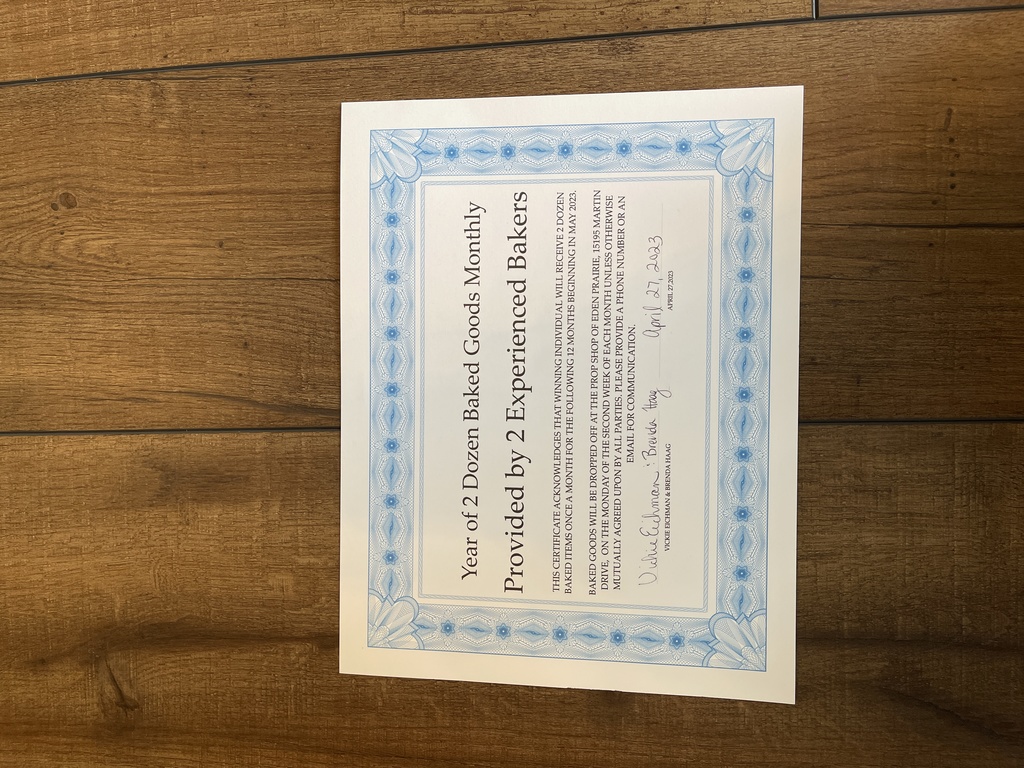 Year of 2 Dozen Baked Goods Monthly
Provided by 2 Experienced Bakers
THIS CERTIFICATE ACKNOWLEDGES THAT WINNING INDIVIDUAL WILL RECEIVE 2 DOZEN
BAKED ITEMS ONCE A MONTH FOR THE FOLLOWING 12 MONTHS BEGINNING IN MAY 2023.
BAKED GOODS WILL BE DROPPED OFF AT THE PROP SHOP OF EDEN PRAIRIE, 15195 MARTIN
DRIVE, ON THE MONDAY OF THE SECOND WEEK OF EACH MONTH UNLESS OTHERWISE
MUTUALLY AGREED UPON BY ALL PARTIES. PLEASE PROVIDE A PHONE NUMBER OR AN
EMAIL FOR COMMUNICATION.
Vickie Eichman : Brenda Haag April 27, 2023
VICKIE EICHMAN & BRENDA HAAG APRIL 27, 2023